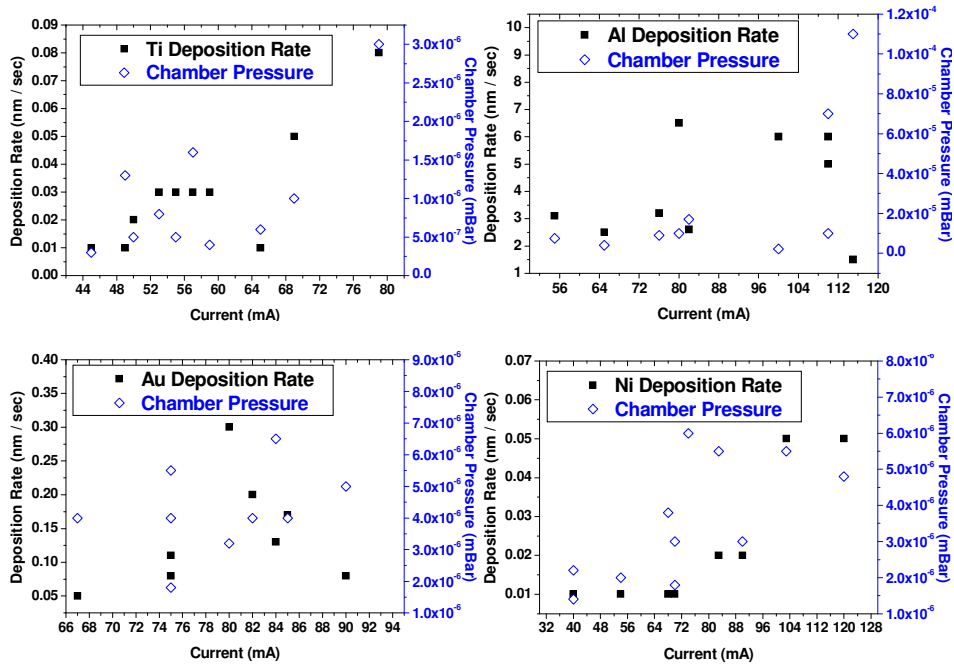 Ti Deposition Rate
Chamber Pressure
Deposition Rate (nm / sec)
0.09
0.08
0.07
0.06
0.05
0.04
0.03
0.02
0.01
0.00
44 48 52 56 60 64 68 72 76 80
Current (mA)
3.0x10⁻⁶
2.5x10⁻⁶
2.0x10⁻⁶
1.5x10⁻⁶
1.0x10⁻⁶
5.0x10⁻⁷
0.0
Chamber Pressure (mBar)
Al Deposition Rate
Chamber Pressure
Deposition Rate (nm / sec)
10
9
8
7
6
5
4
3
2
1
56 64 72 80 88 96 104 112 120
Current (mA)
1.2x10⁻⁴
1.0x10⁻⁴
8.0x10⁻⁵
6.0x10⁻⁵
4.0x10⁻⁵
2.0x10⁻⁵
0.0
Chamber Pressure (mBar)
Au Deposition Rate
Chamber Pressure
Deposition Rate (nm / sec)
0.40
0.35
0.30
0.25
0.20
0.15
0.10
0.05
66 68 70 72 74 76 78 80 82 84 86 88 90 92 94
Current (mA)
9.0x10⁻⁶
8.0x10⁻⁶
7.0x10⁻⁶
6.0x10⁻⁶
5.0x10⁻⁶
4.0x10⁻⁶
3.0x10⁻⁶
2.0x10⁻⁶
1.0x10⁻⁶
Chamber Pressure (mBar)
Ni Deposition Rate
Chamber Pressure
Deposition Rate (nm / sec)
0.07
0.06
0.05
0.04
0.03
0.02
0.01
32 40 48 56 64 72 80 88 96 104 112 120 128
Current (mA)
8.0x10⁻⁶
7.0x10⁻⁶
6.0x10⁻⁶
5.0x10⁻⁶
4.0x10⁻⁶
3.0x10⁻⁶
2.0x10⁻⁶
1.0x10⁻⁶
Chamber Pressure (mBar)